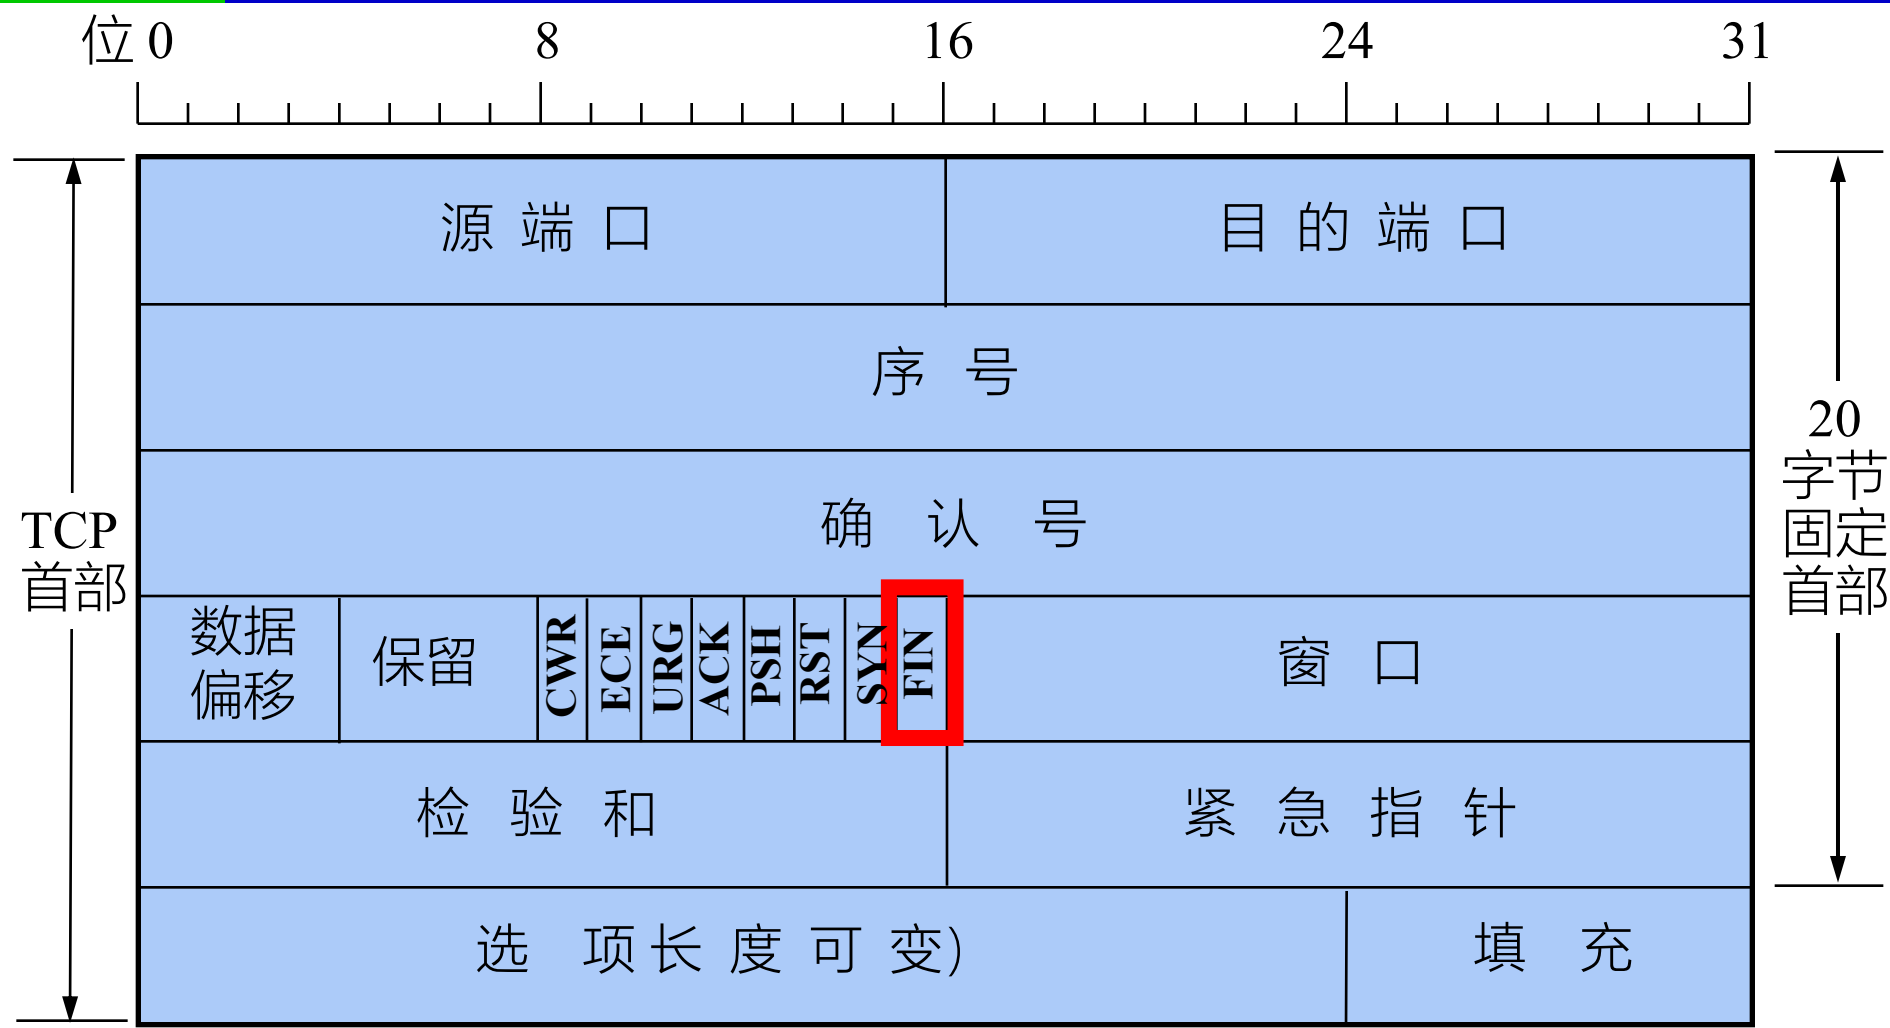 位 0 8 16 24 31
源 端 口 目 的 端 口
序 号
确 认 号
TCP
首部
20
字节
固定
首部
数据
偏移
保留
CWR
ECE
URG
ACK
PSH
RST
SYN
FIN
窗 口
检 验 和 紧 急 指 针
选 项 长 度 可 变) 填 充